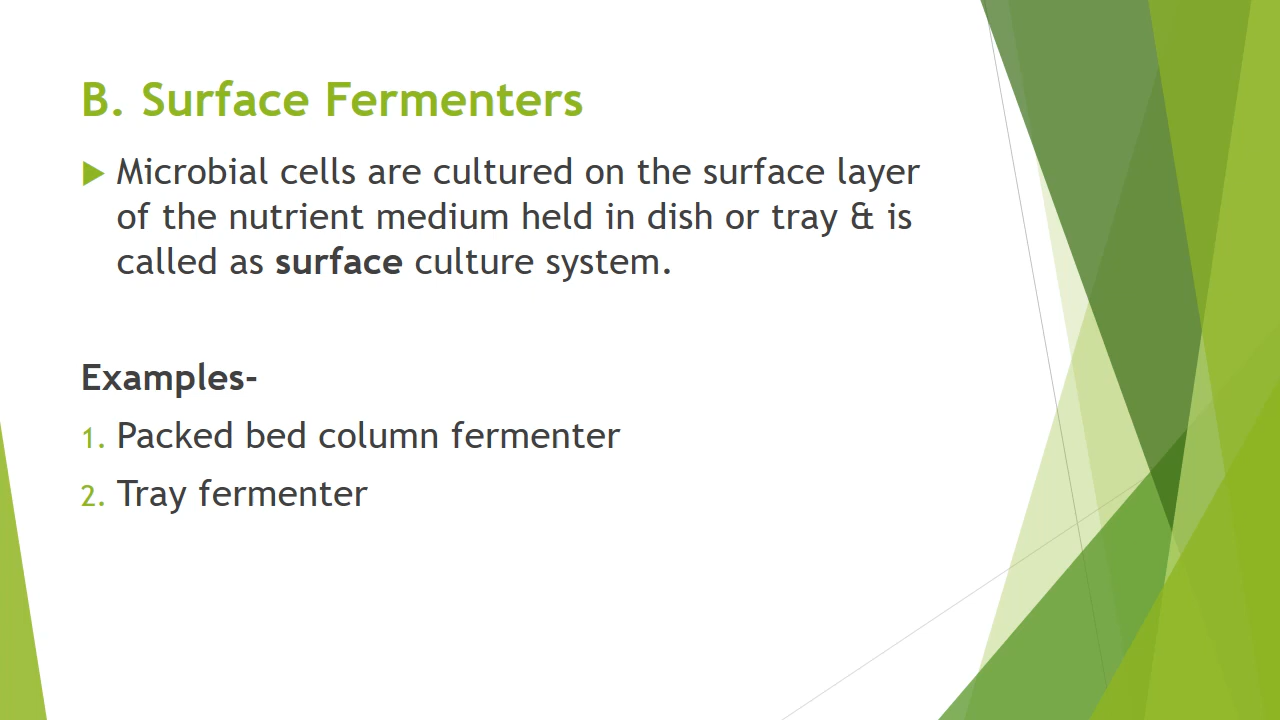 B. Surface Fermenters
Microbial cells are cultured on the surface layer
of the nutrient medium held in dish or tray & is
called as surface culture system.
Examples-
1. Packed bed column fermenter
2. Tray fermenter